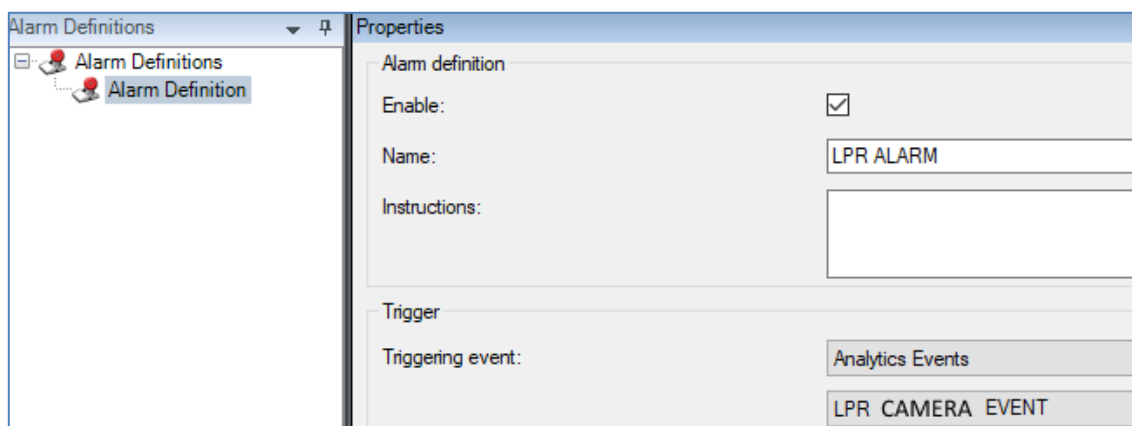 Alarm Definitions
Alarm Definitions
Alarm Definition
Properties
Alarm definition
Enable:
Name: LPR ALARM
Instructions:
Trigger
Triggering event: Analytics Events
LPR CAMERA EVENT